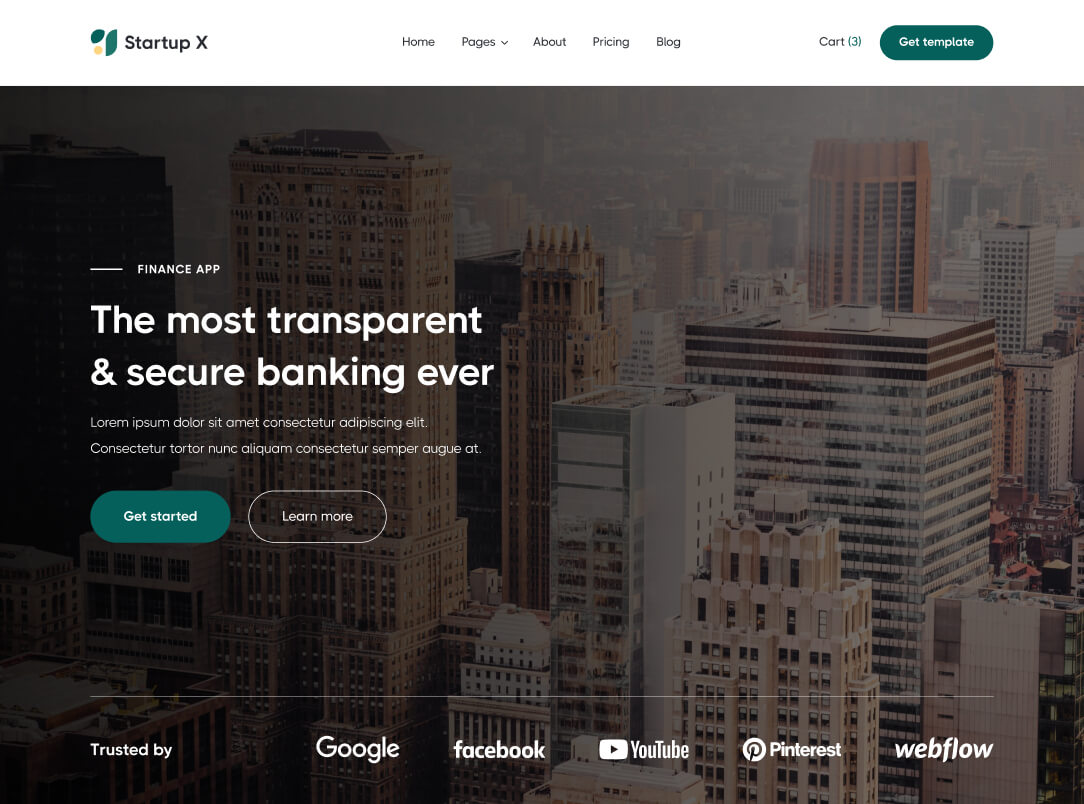 Startup X
Home
Pages
About
Pricing
Blog
Cart (3)
Get template
FINANCE APP
The most transparent
& secure banking ever
Lorem ipsum dolor sit amet consectetur adipiscing elit.
Consectetur tortor nunc aliquam consectetur semper augue at.
Get started
Learn more
Trusted by
Google
facebook
YouTube
Pinterest
webflow